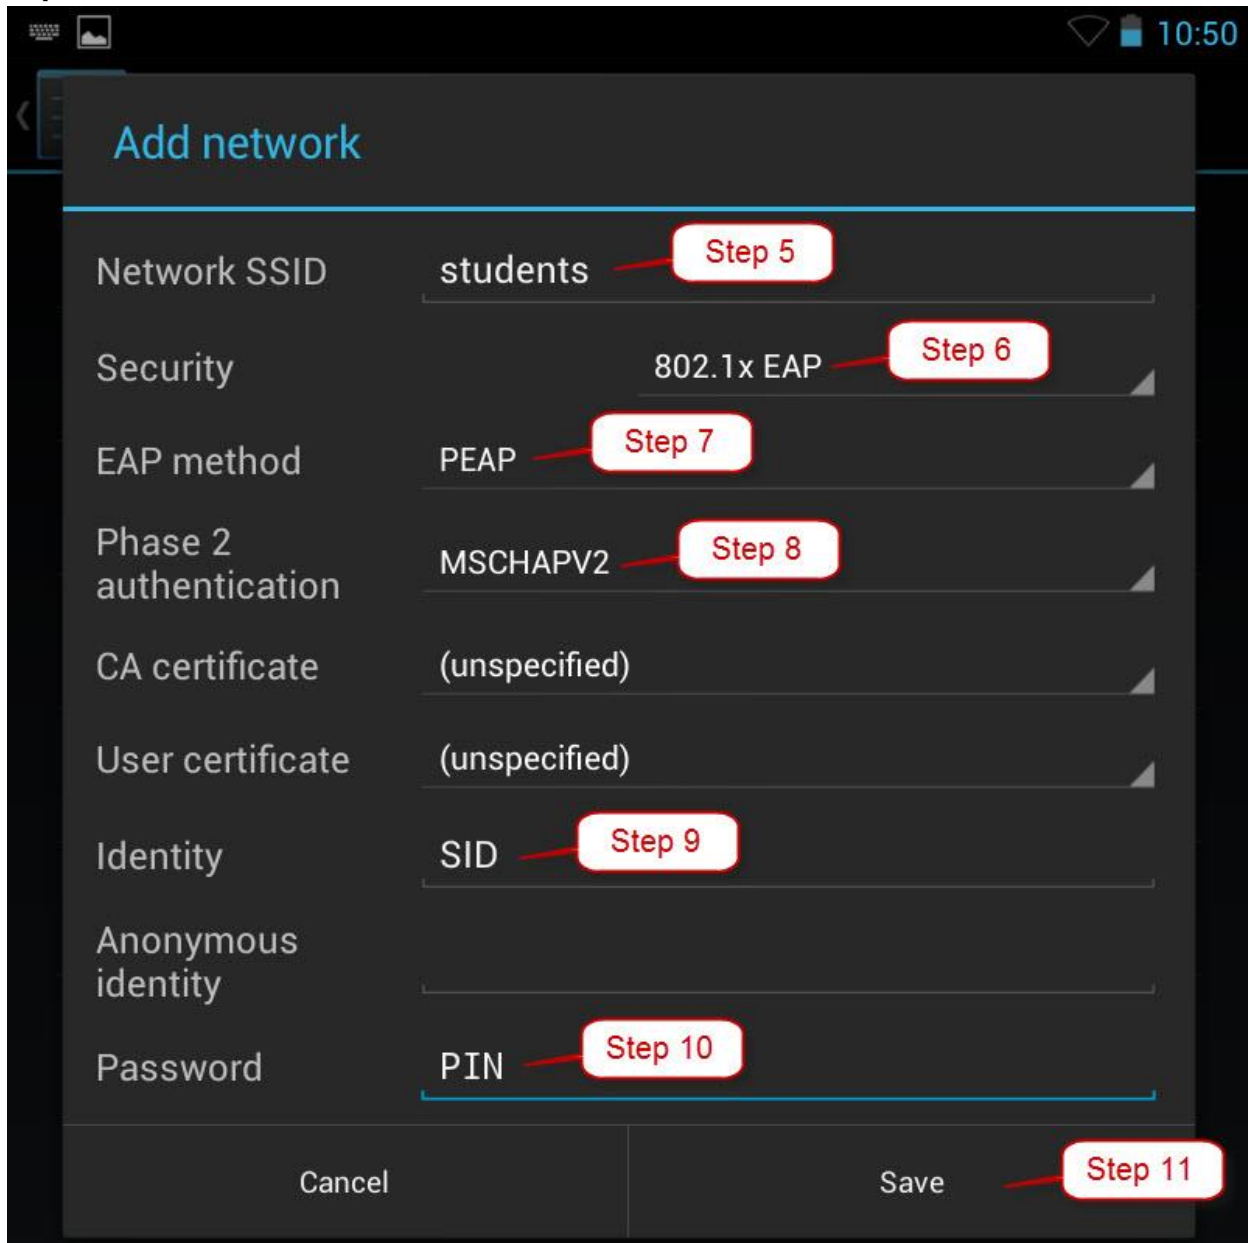 10:50
Add network
Network SSID students Step 5
Security 802.1x EAP Step 6
EAP method PEAP Step 7
Phase 2
authentication MSCHAPV2 Step 8
CA certificate (unspecified)
User certificate (unspecified)
Identity SID Step 9
Anonymous
identity
Password PIN Step 10
Cancel Save Step 11